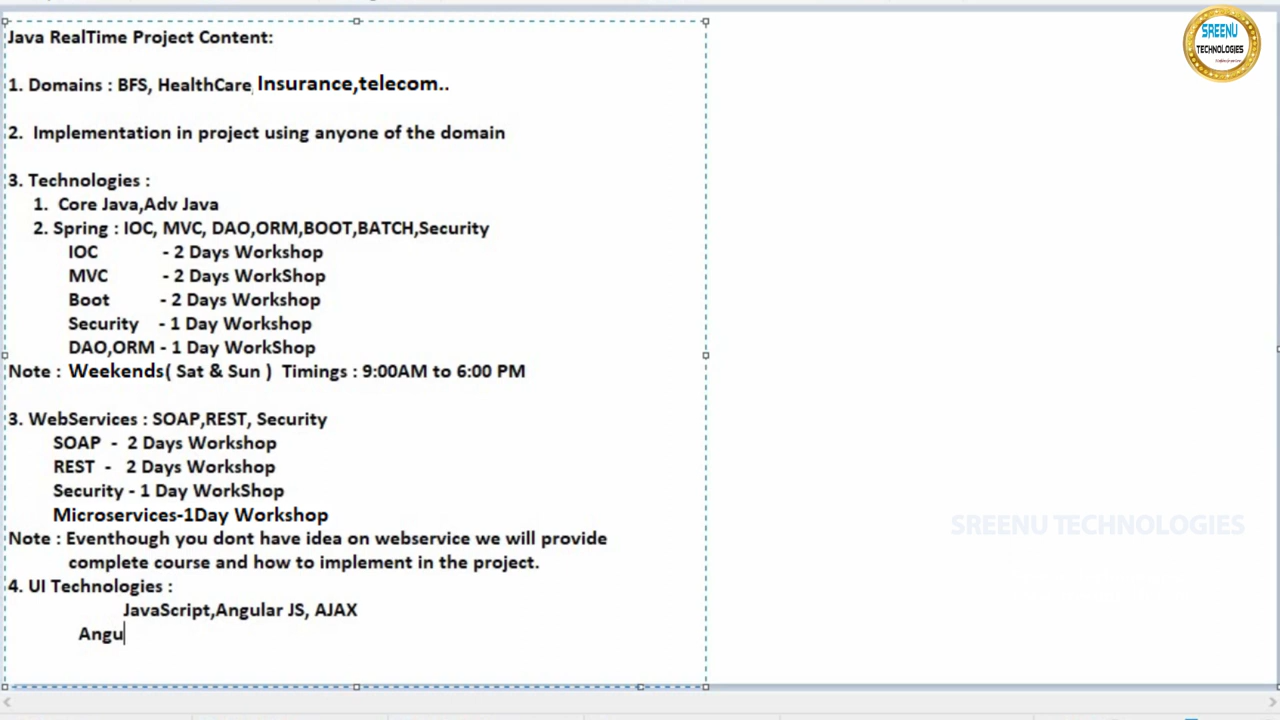 Java RealTime Project Content:
SREENU
TECHNOLOGIES
1. Domains : BFS, HealthCare, Insurance,telecom..
2. Implementation in project using anyone of the domain
3. Technologies :
1. Core Java,Adv Java
2. Spring : IOC, MVC, DAO,ORM,BOOT,BATCH,Security
IOC - 2 Days Workshop
MVC - 2 Days WorkShop
Boot - 2 Days Workshop
Security - 1 Day Workshop
DAO,ORM - 1 Day WorkShop
Note : Weekends( Sat & Sun ) Timings : 9:00AM to 6:00 PM
3. WebServices : SOAP,REST, Security
SOAP - 2 Days Workshop
REST - 2 Days Workshop
Security - 1 Day WorkShop
Microservices-1Day Workshop
SREENU TECHNOLOGIES
Note : Eventhough you dont have idea on webservice we will provide
complete course and how to implement in the project.
4. UI Technologies :
JavaScript,Angular JS, AJAX
Angu